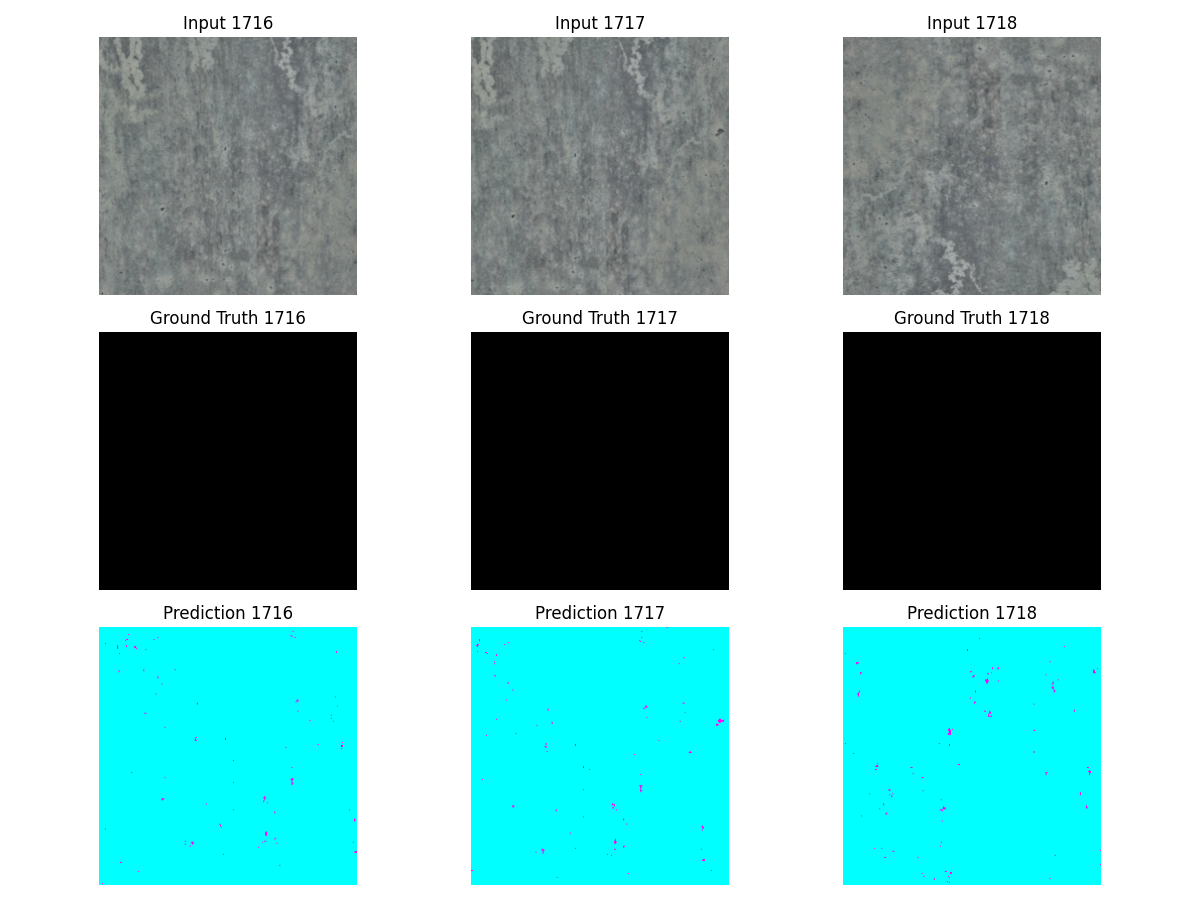 Input 1716
Input 1717
Input 1718
Ground Truth 1716
Ground Truth 1717
Ground Truth 1718
Prediction 1716
Prediction 1717
Prediction 1718